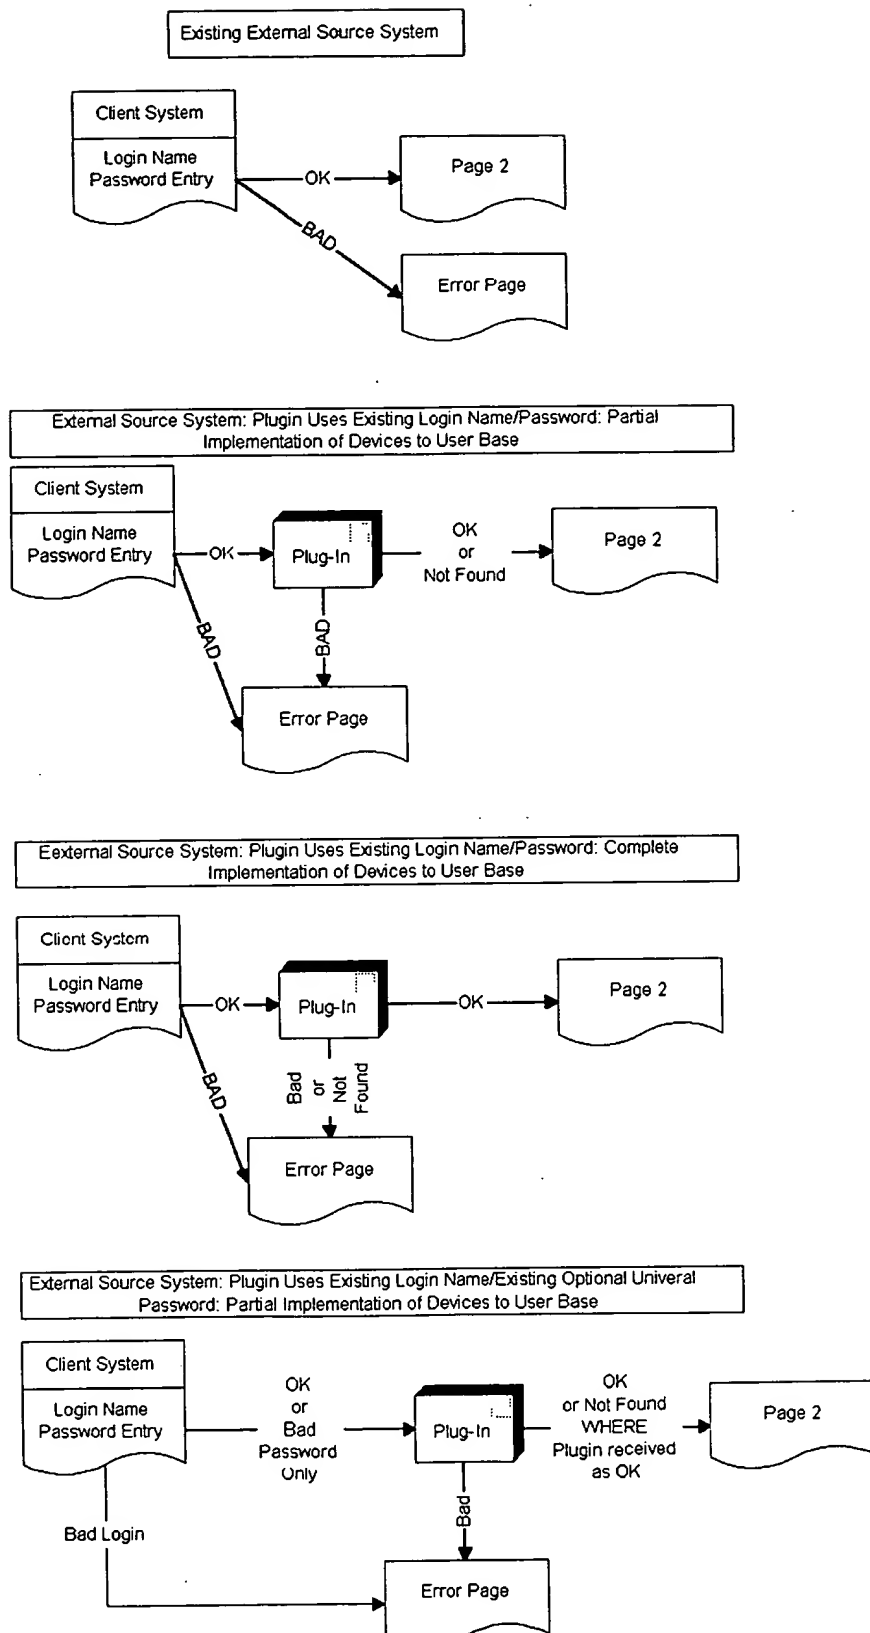 Existing External Source System
Client System
Login Name
Password Entry
OK
Page 2
BAD
Error Page
External Source System: Plugin Uses Existing Login Name/Password: Partial
Implementation of Devices to User Base
Client System
Login Name
Password Entry
OK
Plug-In
OK
or
Not Found
Page 2
BAD
BAD
Error Page
Eexternal Source System: Plugin Uses Existing Login Name/Password: Complete
Implementation of Devices to User Base
Client System
Login Name
Password Entry
OK
Plug-In
OK
Page 2
BAD
Bad
or
Not
Found
Error Page
External Source System: Plugin Uses Existing Login Name/Existing Optional Univeral
Password: Partial Implementation of Devices to User Base
Client System
Login Name
Password Entry
OK
or
Bad
Password
Only
Plug-In
OK
or Not Found
WHERE
Plugin received
as OK
Page 2
Bad Login
Bad
Error Page